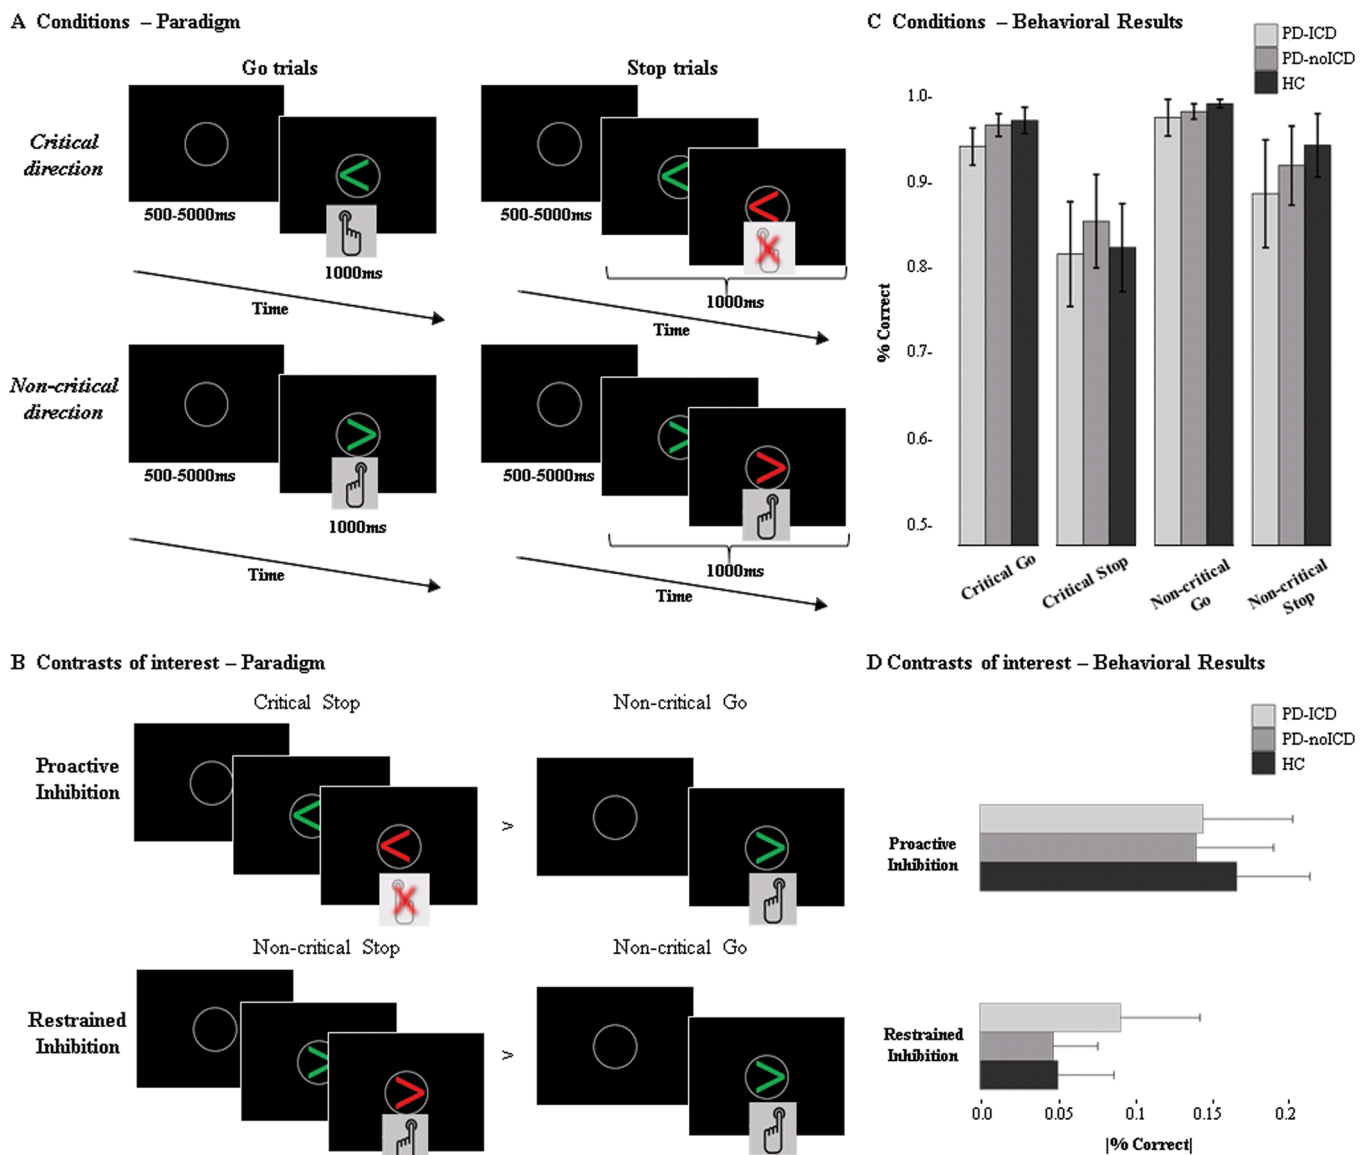 A Conditions – Paradigm
Go trials
Stop trials
Critical
direction
500-5000ms
1000ms
Time
500-5000ms
1000ms
Time
Non-critical
direction
500-5000ms
1000ms
Time
500-5000ms
1000ms
Time
C Conditions – Behavioral Results
PD-ICD
PD-noICD
HC
% Correct
1.0-
0.9-
0.8-
0.7-
0.6-
0.5-
Critical Go
Critical Stop
Non-critical
Go
Non-critical
Stop
B Contrasts of interest – Paradigm
Critical Stop
Non-critical Go
Proactive
Inhibition
>
Non-critical Stop
Non-critical Go
Restrained
Inhibition
>
D Contrasts of interest – Behavioral Results
PD-ICD
PD-noICD
HC
Proactive
Inhibition
Restrained
Inhibition
0.0 0.05 0.1 0.15 0.2
|% Correct|